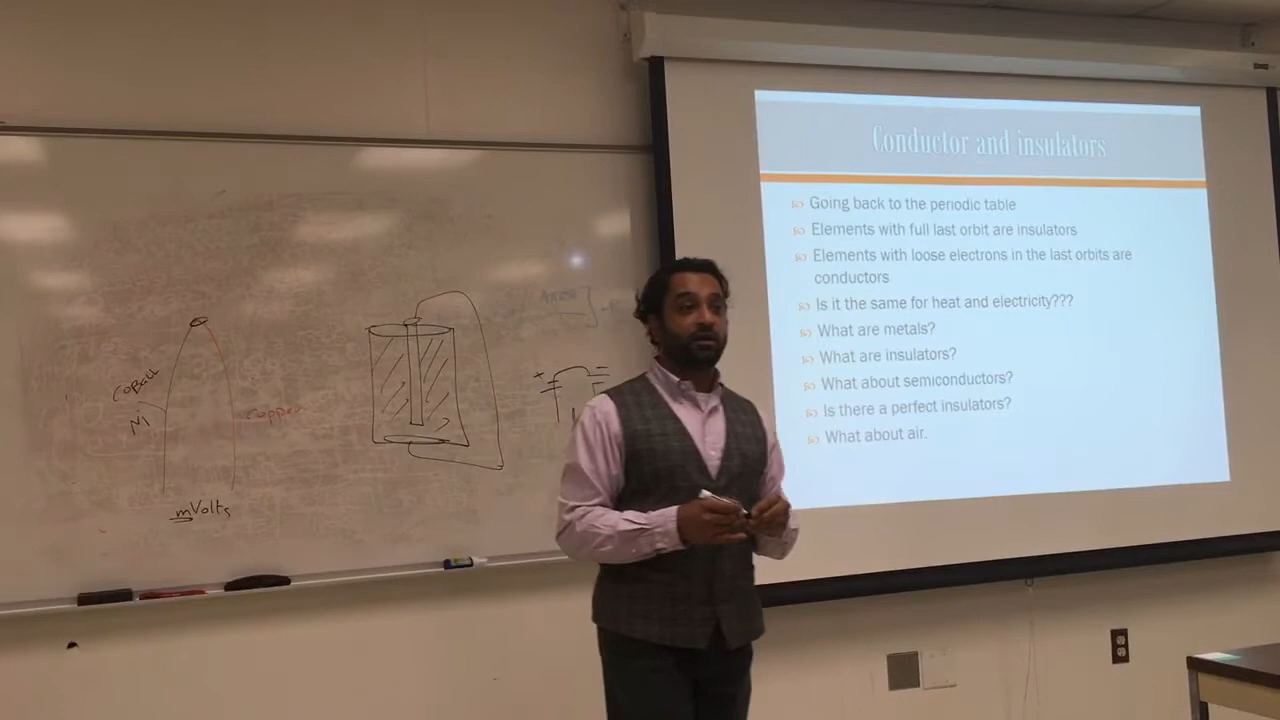 Cobalt
Ni
copper
mVolts
+
Conductor and insulators
Going back to the periodic table
Elements with full last orbit are insulators
Elements with loose electrons in the last orbits are
conductors
Is it the same for heat and electricity???
What are metals?
What are insulators?
What about semiconductors?
Is there a perfect insulators?
What about air.